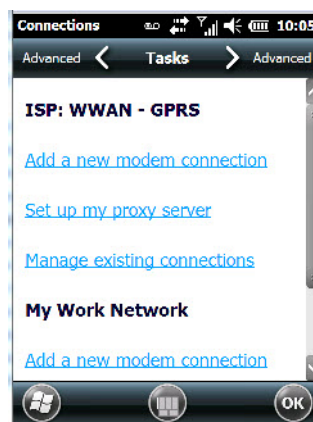 Connections 10:05
Advanced Tasks Advanced
ISP: WWAN - GPRS
Add a new modem connection
Set up my proxy server
Manage existing connections
My Work Network
Add a new modem connection
OK